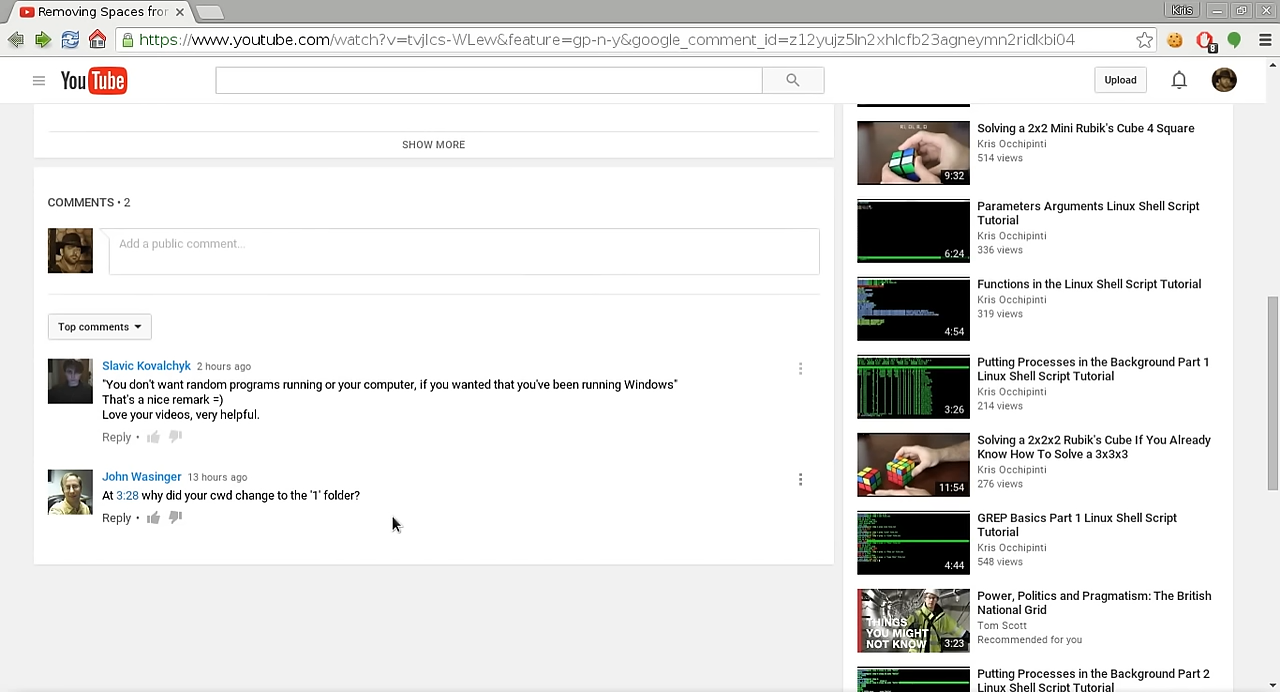 Removing Spaces from
Kris
https://www.youtube.com/watch?v=tvjlcs-WLew&feature=gp-n-y&google_comment_id=z12yujz5ln2xhlcfb23agneymn2ridkbi04
8
YouTube
Upload
SHOW MORE
COMMENTS • 2
Add a public comment...
Top comments
Slavic Kovalchyk 2 hours ago
"You don't want two programs running or your computer, if you wanted that you've been running Windows"
That's a nice remark =)
Love your videos, very helpful.
Reply •
John Wasinger 13 hours ago
At 3:28 why did your cwd change to the '1' folder?
Reply •
Solving a 2x2 Mini Rubik's Cube 4 Square
Kris Occhipinti
514 views
9:32
Parameters Arguments Linux Shell Script
Tutorial
Kris Occhipinti
336 views
6:24
Functions in the Linux Shell Script Tutorial
Kris Occhipinti
319 views
4:54
Putting Processes in the Background Part 1
Linux Shell Script Tutorial
Kris Occhipinti
214 views
3:26
Solving a 2x2x2 Rubik's Cube If You Already
Know How To Solve a 3x3x3
Kris Occhipinti
276 views
11:54
GREP Basics Part 1 Linux Shell Script
Tutorial
Kris Occhipinti
548 views
4:44
Power, Politics and Pragmatism: The British
National Grid
Tom Scott
Recommended for you
THINGS
YOU MIGHT
NOT KNOW
3:23
Putting Processes in the Background Part 2
Linux Shell Script Tutorial